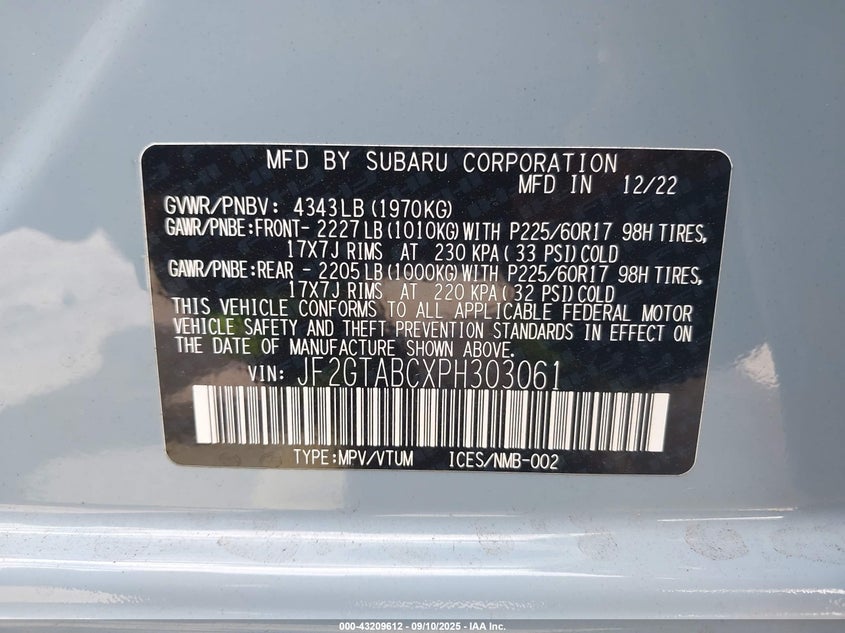 MFD BY SUBARU CORPORATION
MFD IN 12/22
GVWR/PNBV: 4343LB (1970KG)
GAWR/PNBE:FRONT- 2227LB (1010KG) WITH P225/60R17 98H TIRES,
17X7J RIMS AT 230 KPA( 33 PSI) COLD
GAWR/PNBE:REAR - 2205LB (1000KG) WITH P225/60R17 98H TIRES,
17X7J RIMS AT 220 KPA( 32 PSI) COLD
THIS VEHICLE CONFORMS TO ALL APPLICABLE FEDERAL MOTOR
VEHICLE SAFETY AND THEFT PREVENTION STANDARDS IN EFFECT ON
THE DATE OF MANUFACTURE SHOWN ABOVE.
VIN: JF2GTABCXPH303061
TYPE:MPV/VTUM ICES/NMB-002
000-43209612 - 09/10/2025 - IAA Inc.